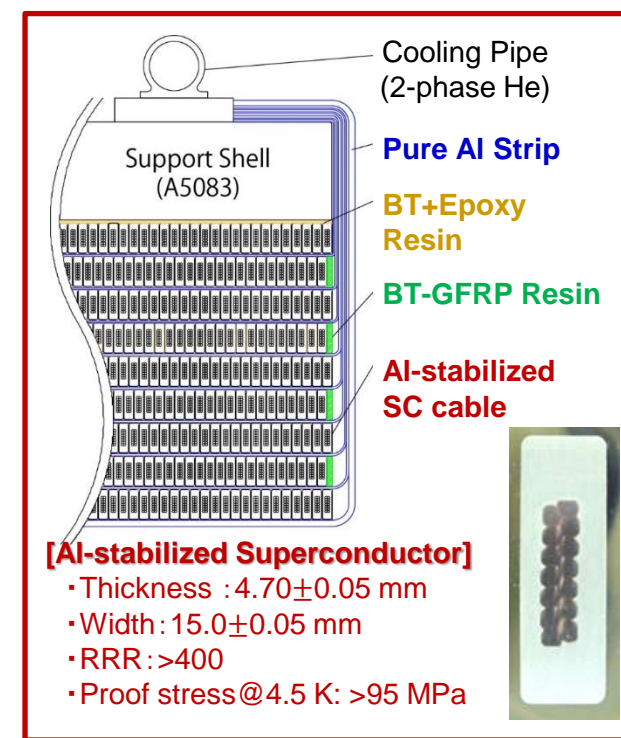 Cooling Pipe
(2-phase He)
Support Shell
(A5083)
Pure Al Strip
BT+Epoxy
Resin
BT-GFRP Resin
Al-stabilized
SC cable
[Al-stabilized Superconductor]
・Thickness :4.70±0.05 mm
・Width:15.0±0.05 mm
・RRR:>400
・Proof stress@4.5 K: >95 MPa